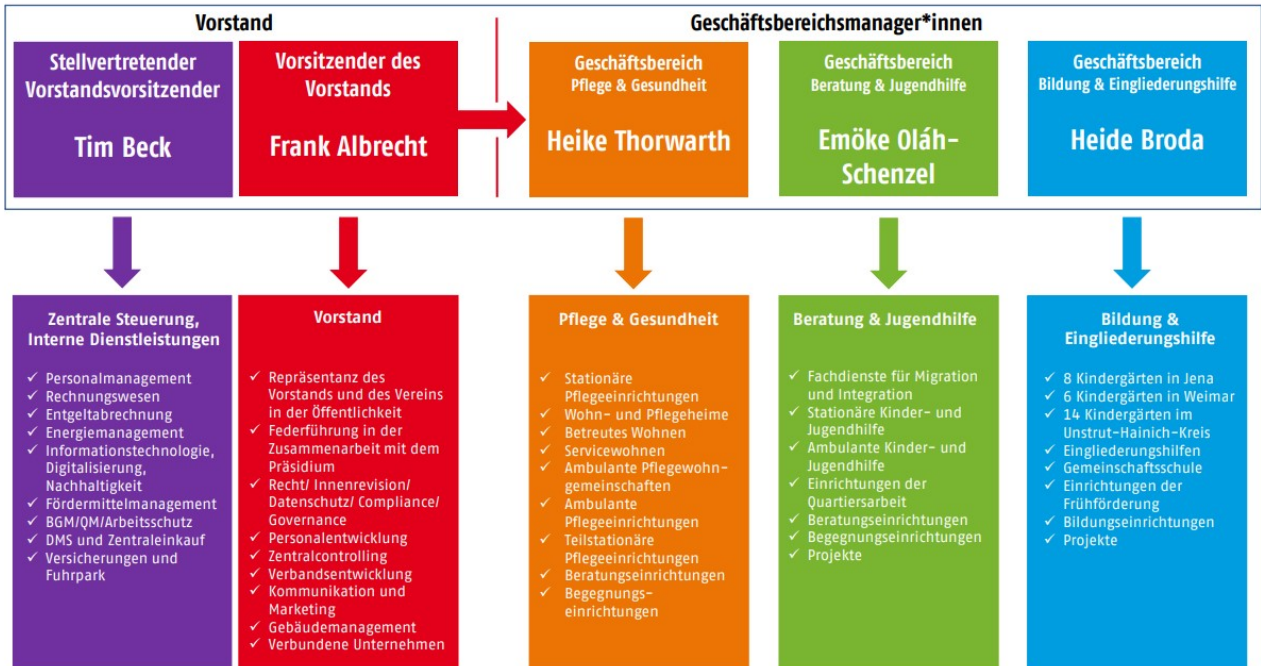 Vorstand
Geschäftsbereichsmanager*innen
Stellvertretender
Vorstandsvorsitzender
Tim Beck
Vorsitzender des
Vorstands
Frank Albrecht
Geschäftsbereich
Pflege & Gesundheit
Heike Thorwarth
Geschäftsbereich
Beratung & Jugendhilfe
Emöke Oláh-
Schenzel
Geschäftsbereich
Bildung & Eingliederungshilfe
Heide Broda
Zentrale Steuerung,
Interne Dienstleistungen
✓ Personalmanagement
✓ Rechnungswesen
✓ Entgeltabrechnung
✓ Energiemanagement
✓ Informationstechnologie,
Digitalisierung,
Nachhaltigkeit
✓ Fördermittelmanagement
✓ BGM/QM/Arbeitsschutz
✓ DMS und Zentraleinkauf
✓ Versicherungen und
Fuhrpark
Vorstand
✓ Repräsentanz des
Vorstands und des Vereins
in der Öffentlichkeit
✓ Federführung in der
Zusammenarbeit mit dem
Präsidium
✓ Recht/ Innenrevision/
Datenschutz/ Compliance/
Governance
✓ Personalentwicklung
✓ Zentralcontrolling
✓ Verbandsentwicklung
✓ Kommunikation und
Marketing
✓ Gebäudemanagement
✓ Verbundene Unternehmen
Pflege & Gesundheit
✓ Stationäre
Pflegeeinrichtungen
✓ Wohn- und Pflegeheime
✓ Betreutes Wohnen
✓ Servicewohnen
✓ Ambulante Pflegewohn-
gemeinschaften
✓ Ambulante
Pflegeeinrichtungen
✓ Teilstationäre
Pflegeeinrichtungen
✓ Beratungseinrichtungen
✓ Begegnungs-
einrichtungen
Beratung & Jugendhilfe
✓ Fachdienste für Migration
und Integration
✓ Stationäre Kinder- und
Jugendhilfe
✓ Ambulante Kinder- und
Jugendhilfe
✓ Einrichtungen der
Quartiersarbeit
✓ Beratungseinrichtungen
✓ Begegnungseinrichtungen
✓ Projekte
Bildung &
Eingliederungshilfe
✓ 8 Kindergärten in Jena
✓ 6 Kindergärten in Weimar
✓ 14 Kindergärten im
Unstrut-Hainich-Kreis
✓ Eingliederungshilfen
✓ Gemeinschaftsschule
✓ Einrichtungen der
Frühförderung
✓ Bildungseinrichtungen
✓ Projekte